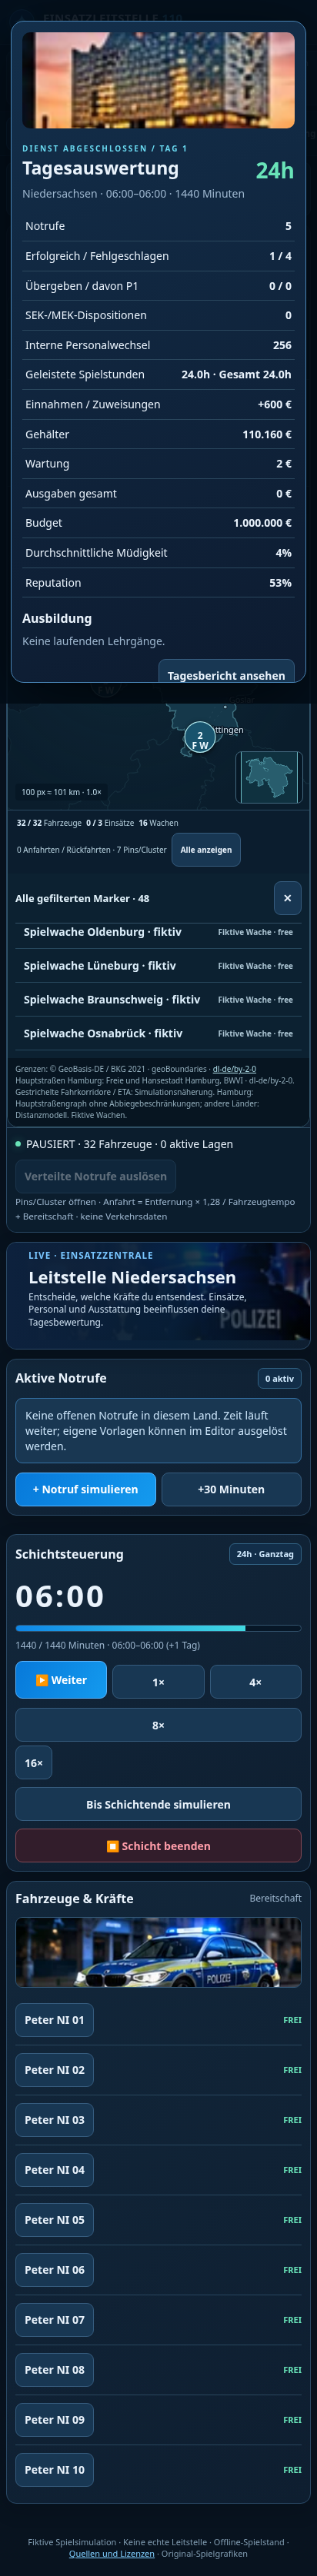 EINSATZLEITSTELLE 110
DIENST ABGESCHLOSSEN / TAG 1
Tagesauswertung
24h
Niedersachsen · 06:00–06:00 · 1440 Minuten
Notrufe 5
Erfolgreich / Fehlgeschlagen 1 / 4
Übergeben / davon P1 0 / 0
SEK-/MEK-Dispositionen 0
Interne Personalwechsel 256
Geleistete Spielstunden 24.0h · Gesamt 24.0h
Einnahmen / Zuweisungen +600 €
Gehälter 110.160 €
Wartung 2 €
Ausgaben gesamt 0 €
Budget 1.000.000 €
Durchschnittliche Müdigkeit 4%
Reputation 53%
Ausbildung
Keine laufenden Lehrgänge.
Tagesbericht ansehen
F W
2
F W
ttingen
100 px = 101 km · 1.0×
32 / 32 Fahrzeuge 0 / 3 Einsätze 16 Wachen
0 Anfahrten / Rückfahrten · 7 Pins/Cluster
Alle anzeigen
Alle gefilterten Marker · 48
×
Spielwache Oldenburg · fiktiv Fiktive Wache · free
Spielwache Lüneburg · fiktiv Fiktive Wache · free
Spielwache Braunschweig · fiktiv Fiktive Wache · free
Spielwache Osnabrück · fiktiv Fiktive Wache · free
Grenzen: © GeoBasis-DE / BKG 2021 · geoBoundaries · dl-de/by-2-0
Hauptstraßen Hamburg: Freie und Hansestadt Hamburg, BWVI · dl-de/by-2-0.
Gestrichelte Fahrkorridore / ETA: Simulationsnäherung. Hamburg:
Hauptstraßengraph ohne Abbiegebeschränkungen; andere Länder:
Distanzmodell. Fiktive Wachen.
PAUSIERT · 32 Fahrzeuge · 0 aktive Lagen
Verteilte Notrufe auslösen
Pins/Cluster öffnen · Anfahrt = Entfernung × 1,28 / Fahrzeugtempo
+ Bereitschaft · keine Verkehrsdaten
LIVE · EINSATZZENTRALE
Leitstelle Niedersachsen
Entscheide, welche Kräfte du entsendest. Einsätze,
Personal und Ausstattung beeinflussen deine
Tagesbewertung.
POLIZEI
Aktive Notrufe
0 aktiv
Keine offenen Notrufe in diesem Land. Zeit läuft
weiter; eigene Vorlagen können im Editor ausgelöst
werden.
+ Notruf simulieren
+30 Minuten
Schichtsteuerung
24h · Ganztag
06:00
1440 / 1440 Minuten · 06:00–06:00 (+1 Tag)
▶ Weiter
1×
4×
8×
16×
Bis Schichtende simulieren
⏹ Schicht beenden
Fahrzeuge & Kräfte
Bereitschaft
POLIZEI
Peter NI 01 FREI
Peter NI 02 FREI
Peter NI 03 FREI
Peter NI 04 FREI
Peter NI 05 FREI
Peter NI 06 FREI
Peter NI 07 FREI
Peter NI 08 FREI
Peter NI 09 FREI
Peter NI 10 FREI
Fiktive Spielsimulation · Keine echte Leitstelle · Offline-Spielstand ·
Quellen und Lizenzen · Original-Spielgrafiken